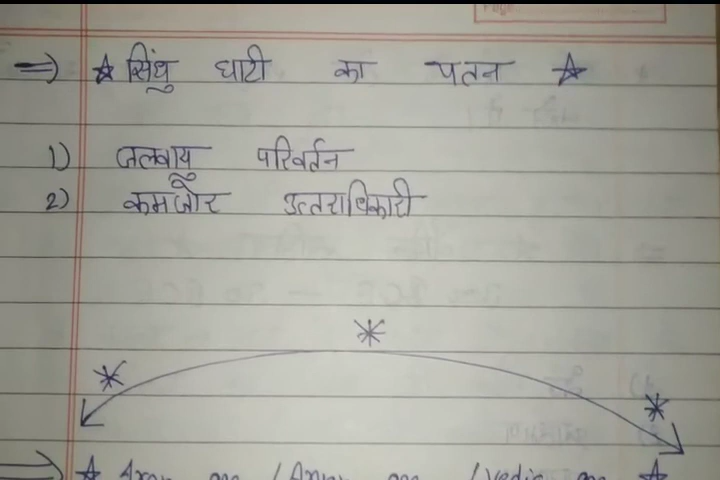 ⇒ ☆ सिंधु घाटी का पतन ☆
1) जलवायु परिवर्तन
2) कमजोर उत्तराधिकारी